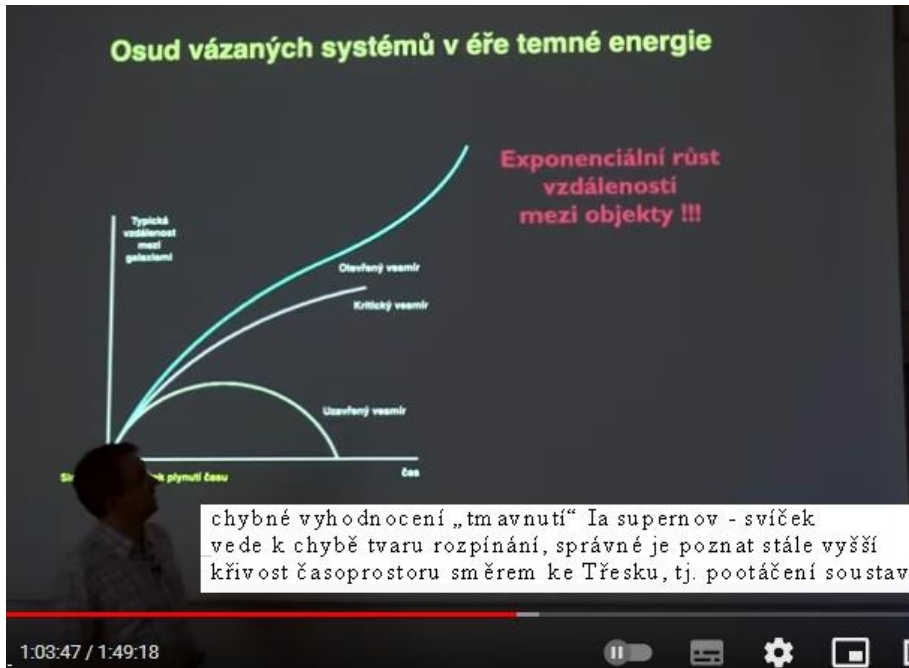 Osud vázaných systémů v éře temné energie
Exponenciální růst
vzdáleností
mezi objekty !!!
Typická
vzdálenost
mezi
galaxiemi
Otevřený vesmír
Kritický vesmír
Uzavřený vesmír
plynutí času
čas
chybné vyhodnocení „tmavnutí“ Ia supernov - svíček
vede k chybě tvaru rozpínání, správné je poznat stále vyšší
křivost časoprostoru směrem ke Třesku, tj. pootáčení soustav
1:03:47 / 1:49:18